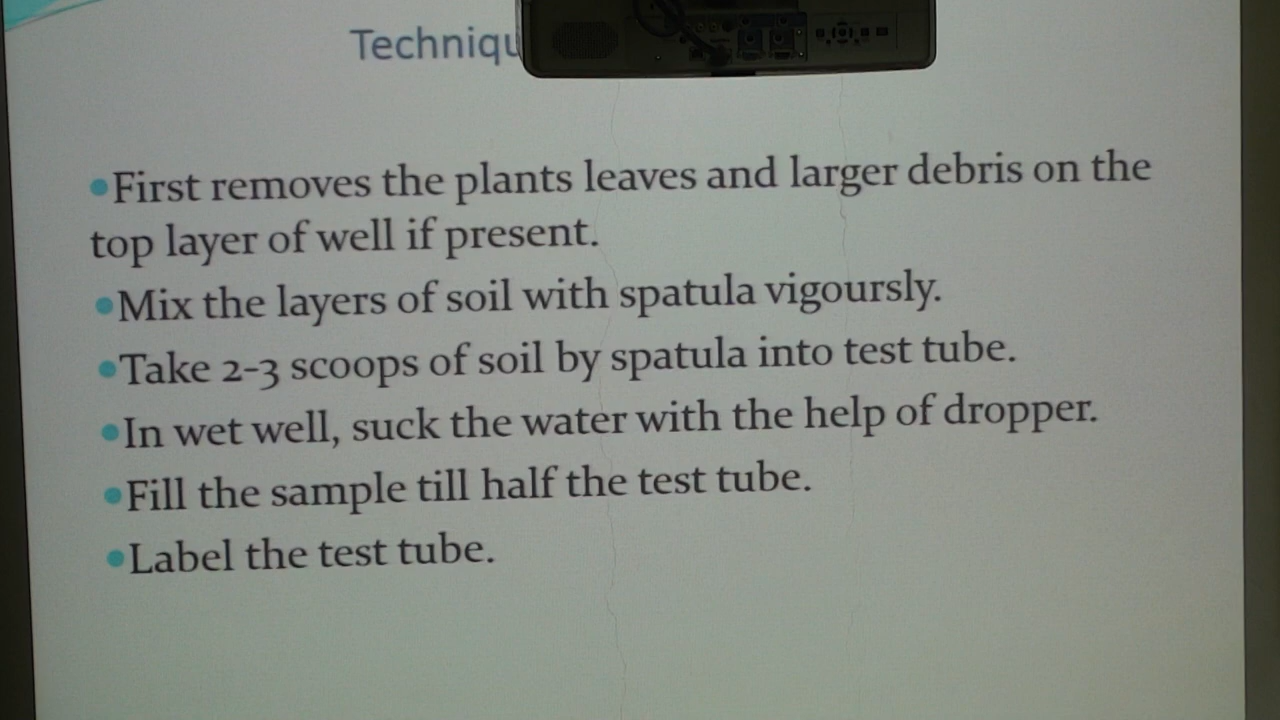 •First removes the plants leaves and larger debris on the
top layer of well if present.
•Mix the layers of soil with spatula vigoursly.
•Take 2-3 scoops of soil by spatula into test tube.
•In wet well, suck the water with the help of dropper.
•Fill the sample till half the test tube.
•Label the test tube.